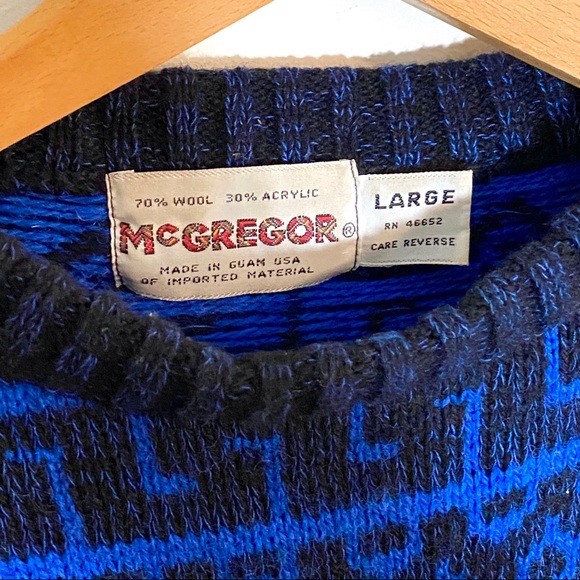 70% WOOL 30% ACRYLIC
McGREGOR®
MADE IN GUAM USA
OF IMPORTED MATERIAL
LARGE
RN 46652
CARE REVERSE